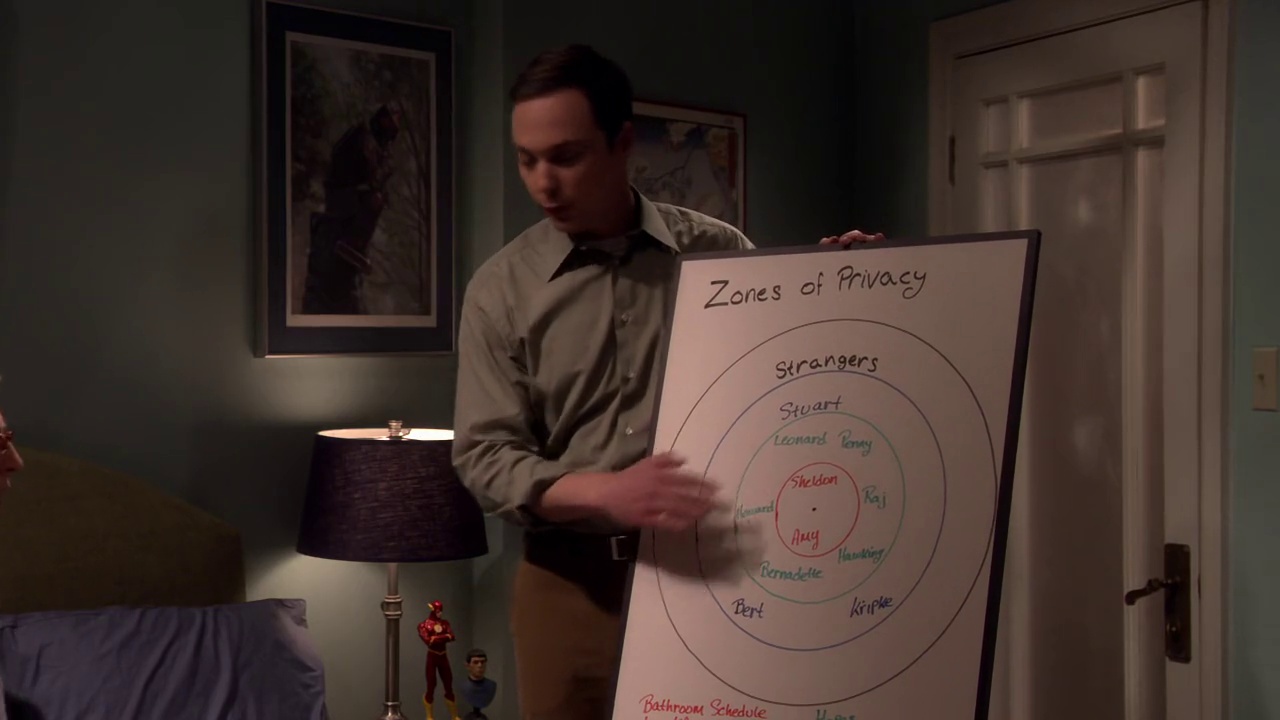 Zones of Privacy
Strangers
Stuart
Leonard Penny
Sheldon
Howard
Raj
Amy
Hawking
Bernadette
Bert
Kripke
Bathroom Schedule